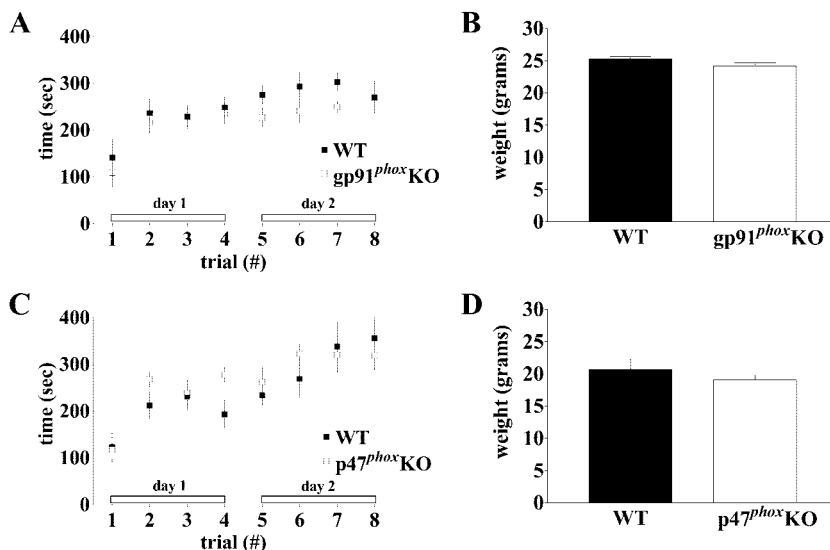 A
400
300
200
100
0
time (sec)
WT
gp91phoxKO
day 1
day 2
1 2 3 4 5 6 7 8
trial (#)
B
30
25
20
15
10
5
0
weight (grams)
WT gp91phoxKO
C
400
300
200
100
0
time (sec)
WT
p47phoxKO
day 1
day 2
1 2 3 4 5 6 7 8
trial (#)
D
30
25
20
15
10
5
0
weight (grams)
WT p47phoxKO